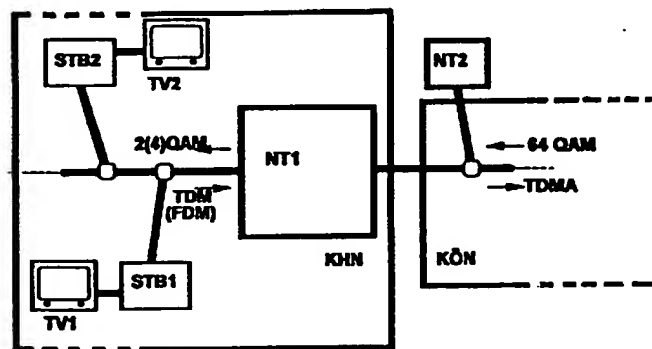 STB2
TV2
NT2
2(4)QAM
NT1
64 QAM
TDM
(FDM)
TDMA
KHN
KÖN
STB1
TV1